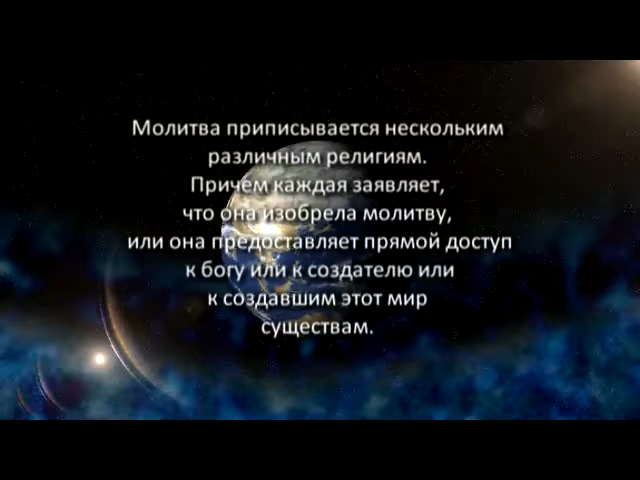 Молитва приписывается нескольким
различным религиям.
Причём каждая заявляет,
что она изобрела молитву,
или она предоставляет прямой доступ
к богу или к создателю или
к создавшим этот мир
существам.